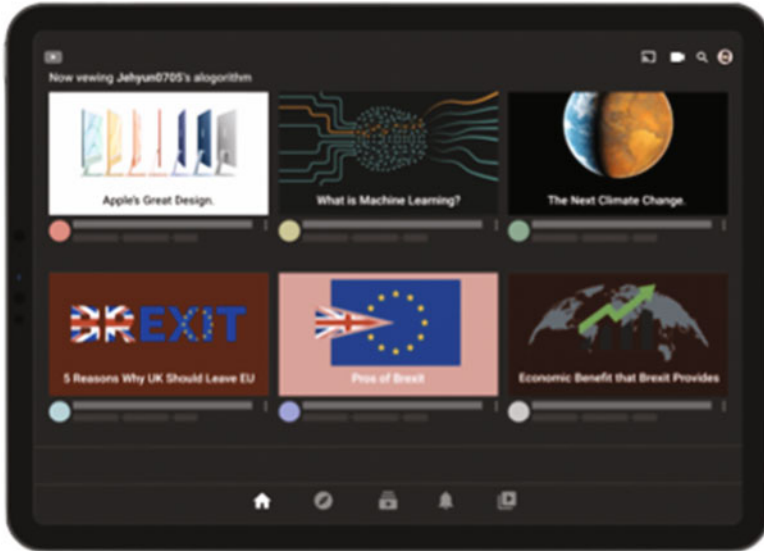 Now vewing Jehyun0705's alogorithm
Apple's Great Design.
What is Machine Learning?
The Next Climate Change.
BREXIT
5 Reasons Why UK Should Leave EU
Pros of Brexit
Economic Benefit that Brexit Provides